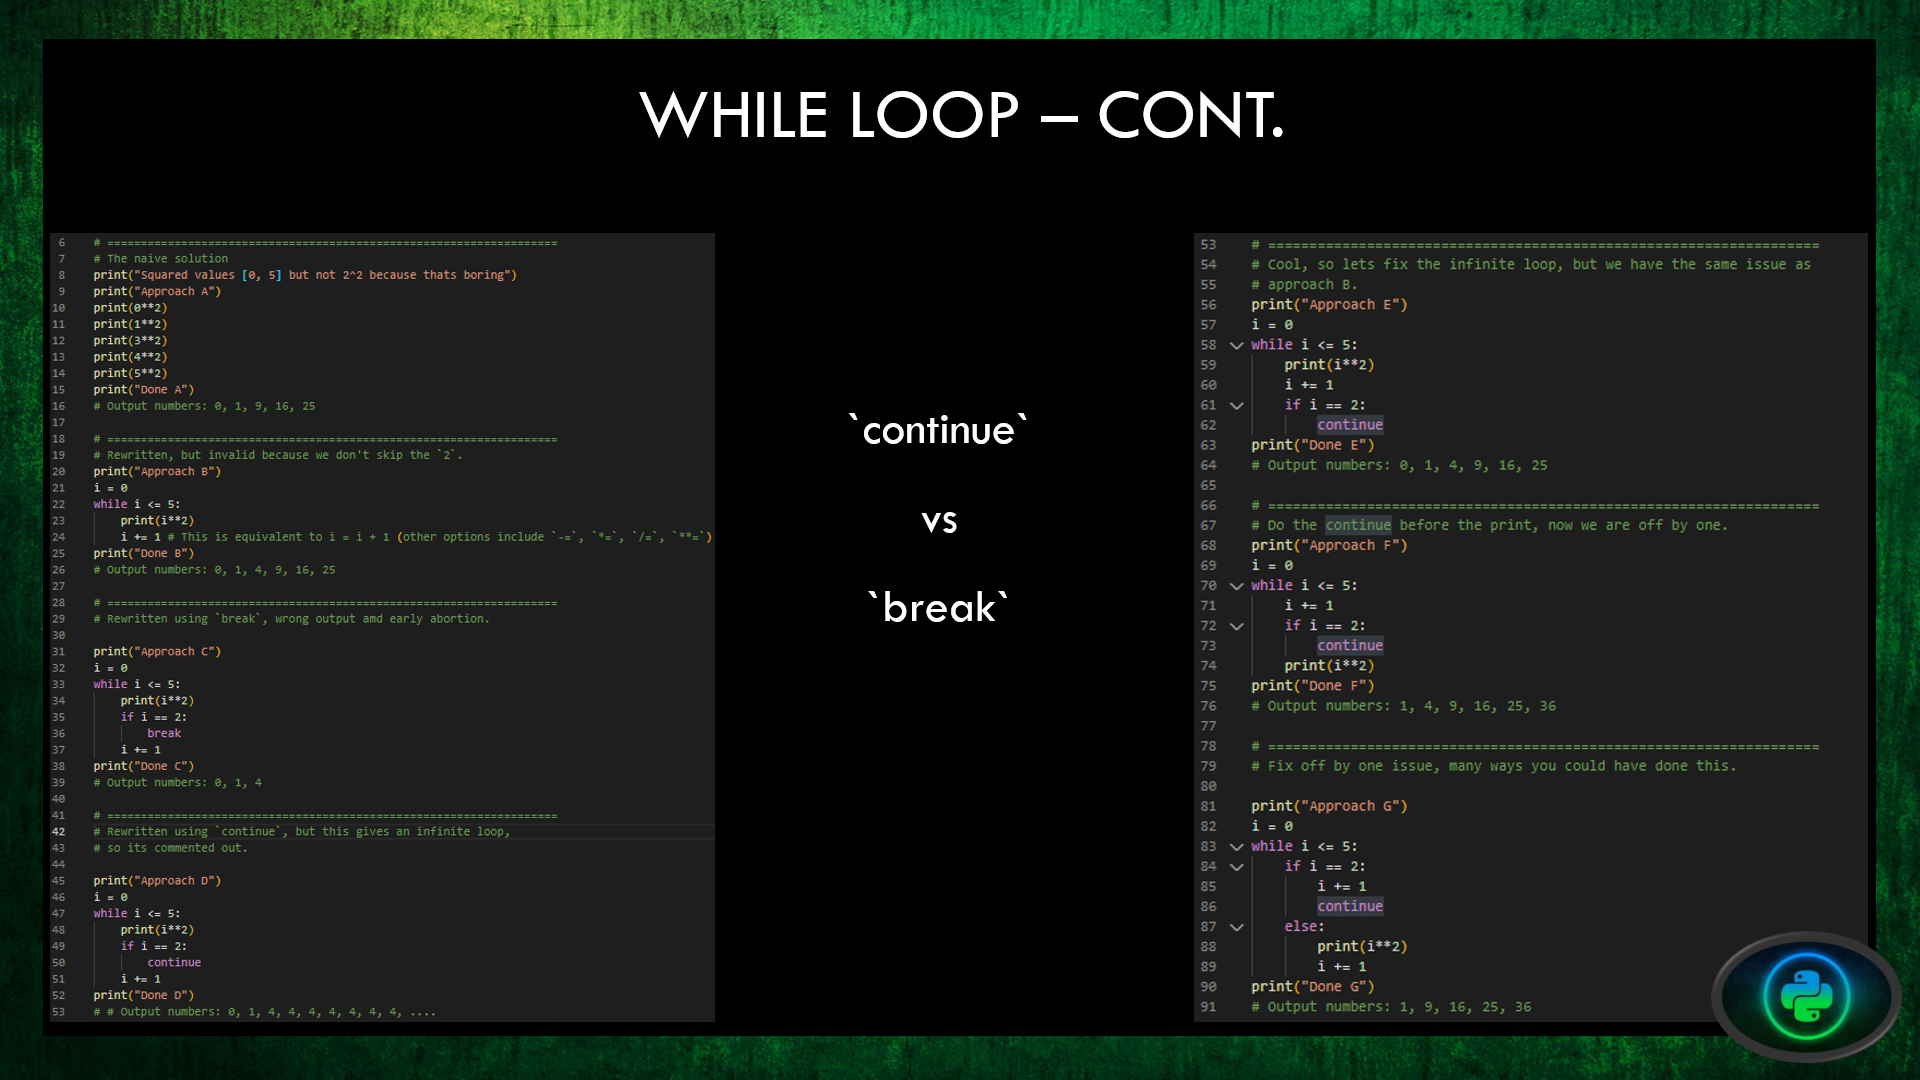 WHILE LOOP – CONT.
6 # ===================================================================
7 # The naive solution
8 print("Squared values [0, 5] but not 2^2 because thats boring")
9 print("Approach A")
10 print(0**2)
11 print(1**2)
12 print(3**2)
13 print(4**2)
14 print(5**2)
15 print("Done A")
16 # Output numbers: 0, 1, 9, 16, 25
17
18 # ===================================================================
19 # Rewritten, but invalid because we don't skip the `2`.
20 print("Approach B")
21 i = 0
22 while i <= 5:
23 print(i**2)
24 i += 1 # This is equivalent to i = i + 1 (other options include `-=`, `*=`, `/=`, `**=`)
25 print("Done B")
26 # Output numbers: 0, 1, 4, 9, 16, 25
27
28 # ===================================================================
29 # Rewritten using `break`, wrong output amd early abortion.
30
31 print("Approach C")
32 i = 0
33 while i <= 5:
34 print(i**2)
35 if i == 2:
36 break
37 i += 1
38 print("Done C")
39 # Output numbers: 0, 1, 4
40
41 # ===================================================================
42 # Rewritten using `continue`, but this gives an infinite loop,
43 # so its commented out.
44
45 print("Approach D")
46 i = 0
47 while i <= 5:
48 print(i**2)
49 if i == 2:
50 continue
51 i += 1
52 print("Done D")
53 # # Output numbers: 0, 1, 4, 4, 4, 4, 4, 4, 4, ....
`continue`
vs
`break`
53 # ===================================================================
54 # Cool, so lets fix the infinite loop, but we have the same issue as
55 # approach B.
56 print("Approach E")
57 i = 0
58 while i <= 5:
59 print(i**2)
60 i += 1
61 if i == 2:
62 continue
63 print("Done E")
64 # Output numbers: 0, 1, 4, 9, 16, 25
65
66 # ===================================================================
67 # Do the continue before the print, now we are off by one.
68 print("Approach F")
69 i = 0
70 while i <= 5:
71 i += 1
72 if i == 2:
73 continue
74 print(i**2)
75 print("Done F")
76 # Output numbers: 1, 4, 9, 16, 25, 36
77
78 # ===================================================================
79 # Fix off by one issue, many ways you could have done this.
80
81 print("Approach G")
82 i = 0
83 while i <= 5:
84 if i == 2:
85 i += 1
86 continue
87 else:
88 print(i**2)
89 i += 1
90 print("Done G")
91 # Output numbers: 1, 9, 16, 25, 36